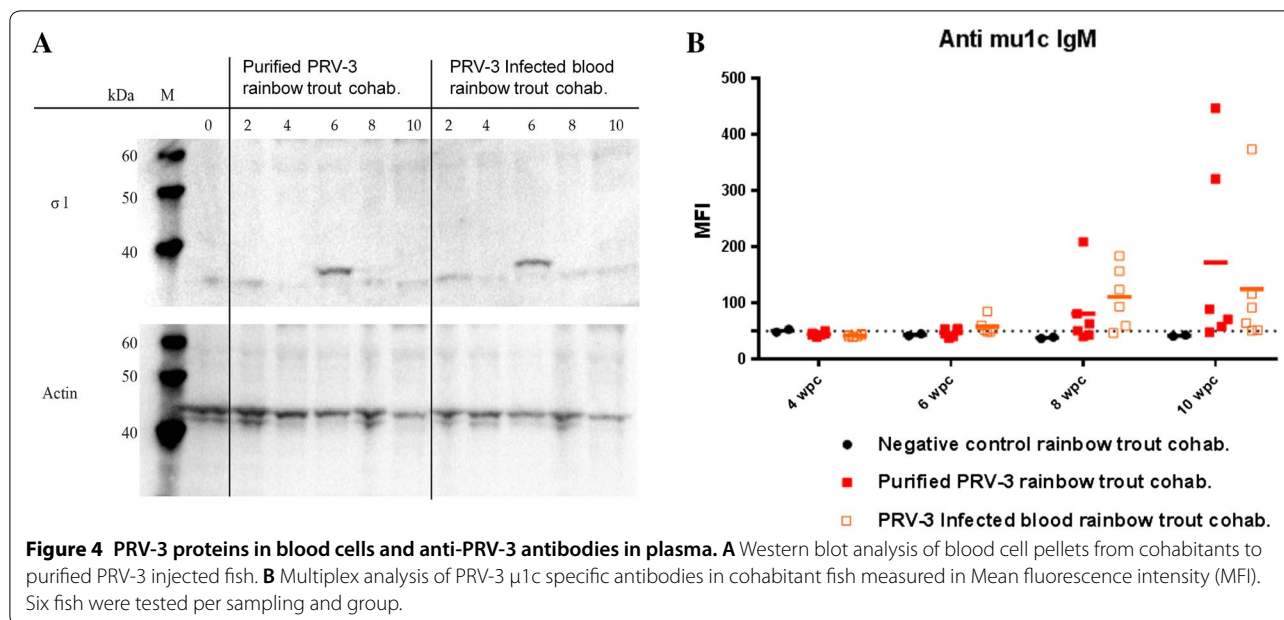 A
Purified PRV-3
rainbow trout cohab.
PRV-3 Infected blood
rainbow trout cohab.
kDa M
0 2 4 6 8 10 2 4 6 8 10
60
50
σ 1
40
60
50
Actin
40
B
Anti mu1c IgM
500
400
300
MFI
200
100
0
4 wpc 6 wpc 8 wpc 10 wpc
Negative control rainbow trout cohab.
Purified PRV-3 rainbow trout cohab.
PRV-3 Infected blood rainbow trout cohab.
Figure 4 PRV-3 proteins in blood cells and anti-PRV-3 antibodies in plasma. A Western blot analysis of blood cell pellets from cohabitants to
purified PRV-3 injected fish. B Multiplex analysis of PRV-3 µ1c specific antibodies in cohabitant fish measured in Mean fluorescence intensity (MFI).
Six fish were tested per sampling and group.